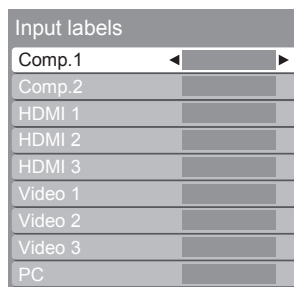 Input labels
Comp.1
Comp.2
HDMI 1
HDMI 2
HDMI 3
Video 1
Video 2
Video 3
PC